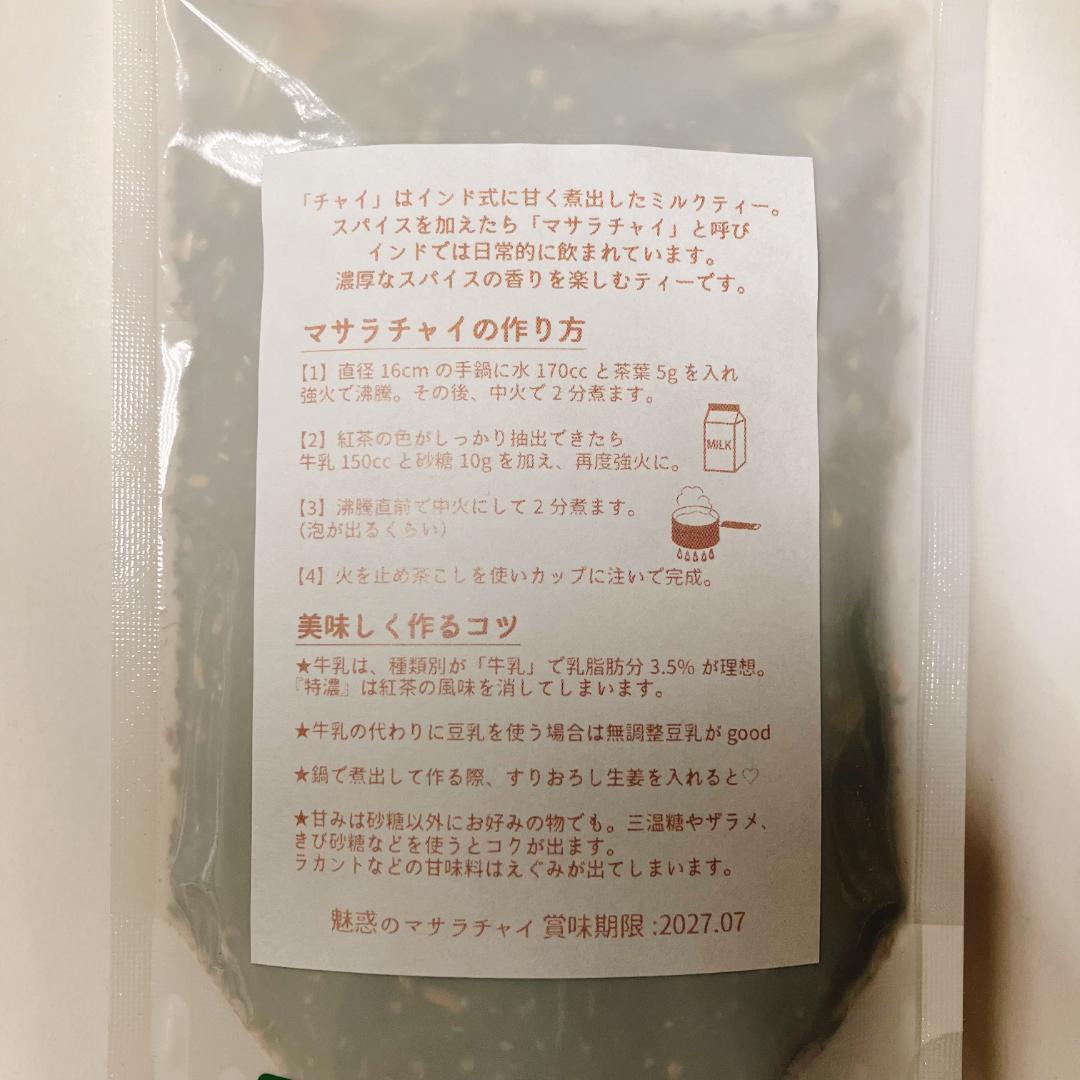 「チャイ」はインド式に甘く煮出したミルクティー。
スパイスを加えたら「マサラチャイ」と呼び
インドでは日常的に飲まれています。
濃厚なスパイスの香りを楽しむティーです。
マサラチャイの作り方
【1】直径 16cm の手鍋に水 170cc と茶葉 5g を入れ
強火で沸騰。その後、中火で 2 分煮ます。
【2】紅茶の色がしっかり抽出できたら
牛乳 150cc と砂糖 10g を加え、再度強火に。
MILK
【3】沸騰直前で中火にして 2 分煮ます。
(泡が出るくらい)
【4】火を止め茶こしを使いカップに注いで完成。
美味しく作るコツ
★牛乳は、種類別が「牛乳」で乳脂肪分 3.5% が理想。
『特濃』は紅茶の風味を消してしまいます。
★牛乳の代わりに豆乳を使う場合は無調整豆乳が good
★鍋で煮出して作る際、すりおろし生姜を入れると♡
★甘みは砂糖以外にお好みの物でも。三温糖やザラメ、
きび砂糖などを使うとコクが出ます。
ラカントなどの甘味料はえぐみが出てしまいます。
魅惑のマサラチャイ 賞味期限 :2027.07